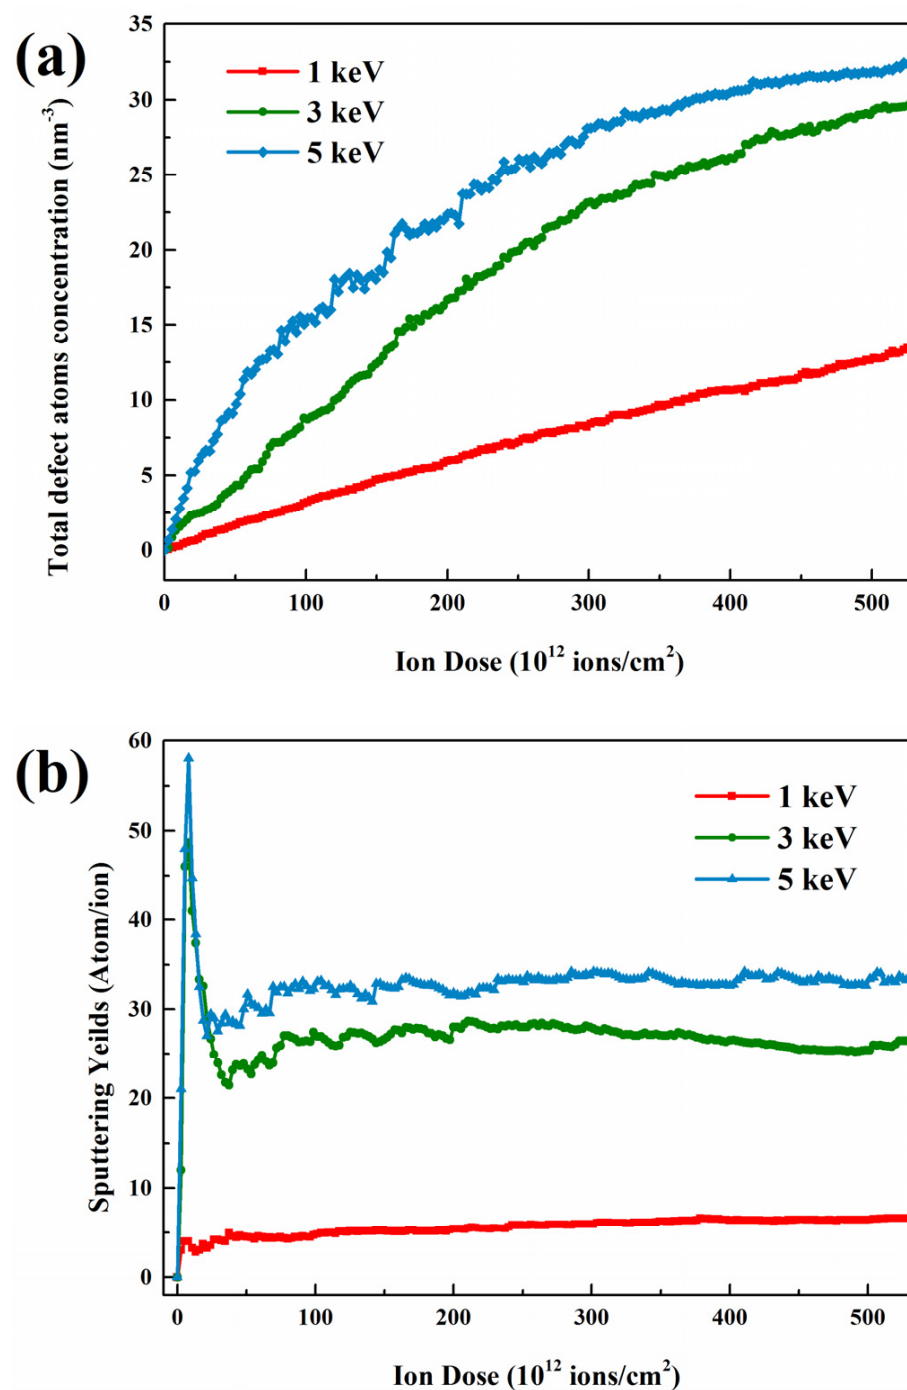 (a)
1 keV
3 keV
5 keV
Total defect atoms concentration (nm⁻³)
35
30
25
20
15
10
5
0
0 100 200 300 400 500
Ion Dose (10¹² ions/cm²)
(b)
1 keV
3 keV
5 keV
Sputtering Yeilds (Atom/ion)
60
50
40
30
20
10
0
0 100 200 300 400 500
Ion Dose (10¹² ions/cm²)